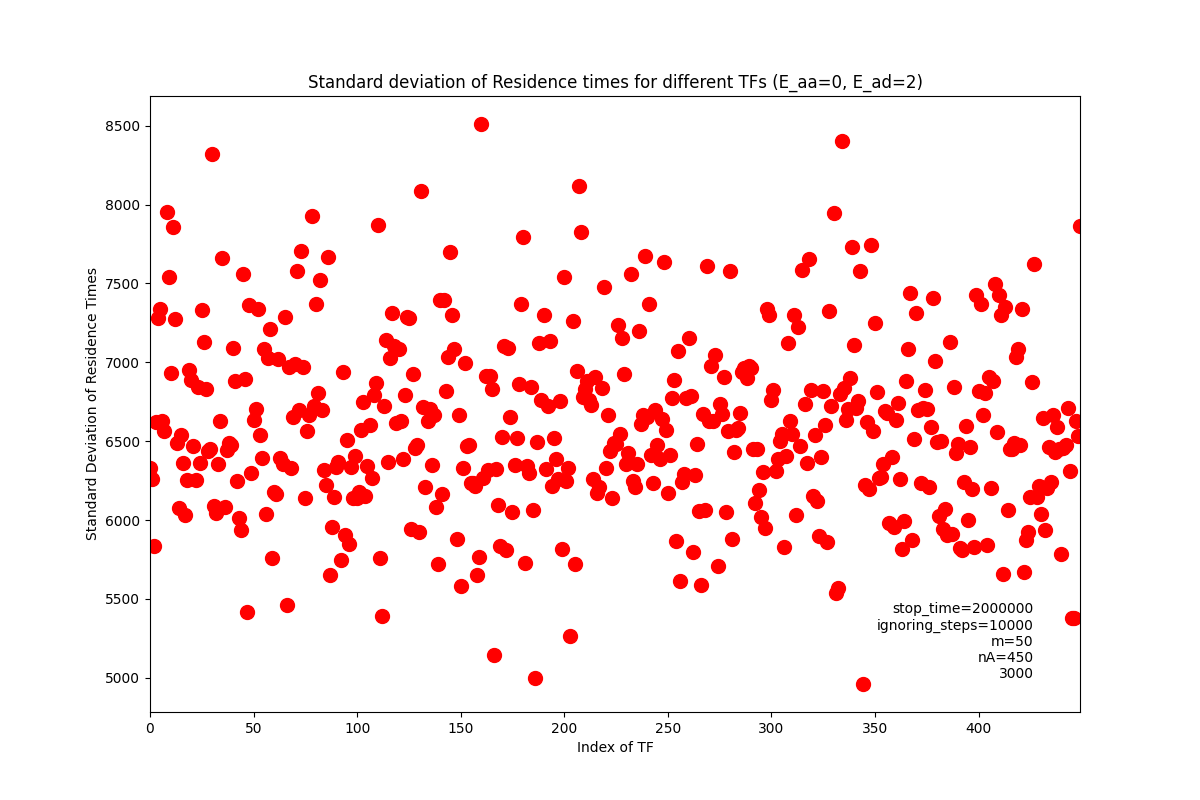 Standard deviation of Residence times for different TFs (E_aa=0, E_ad=2)
Standard Deviation of Residence Times
8500
8000
7500
7000
6500
6000
5500
5000
stop_time=2000000
ignoring_steps=10000
m=50
nA=450
3000
0 50 100 150 200 250 300 350 400
Index of TF